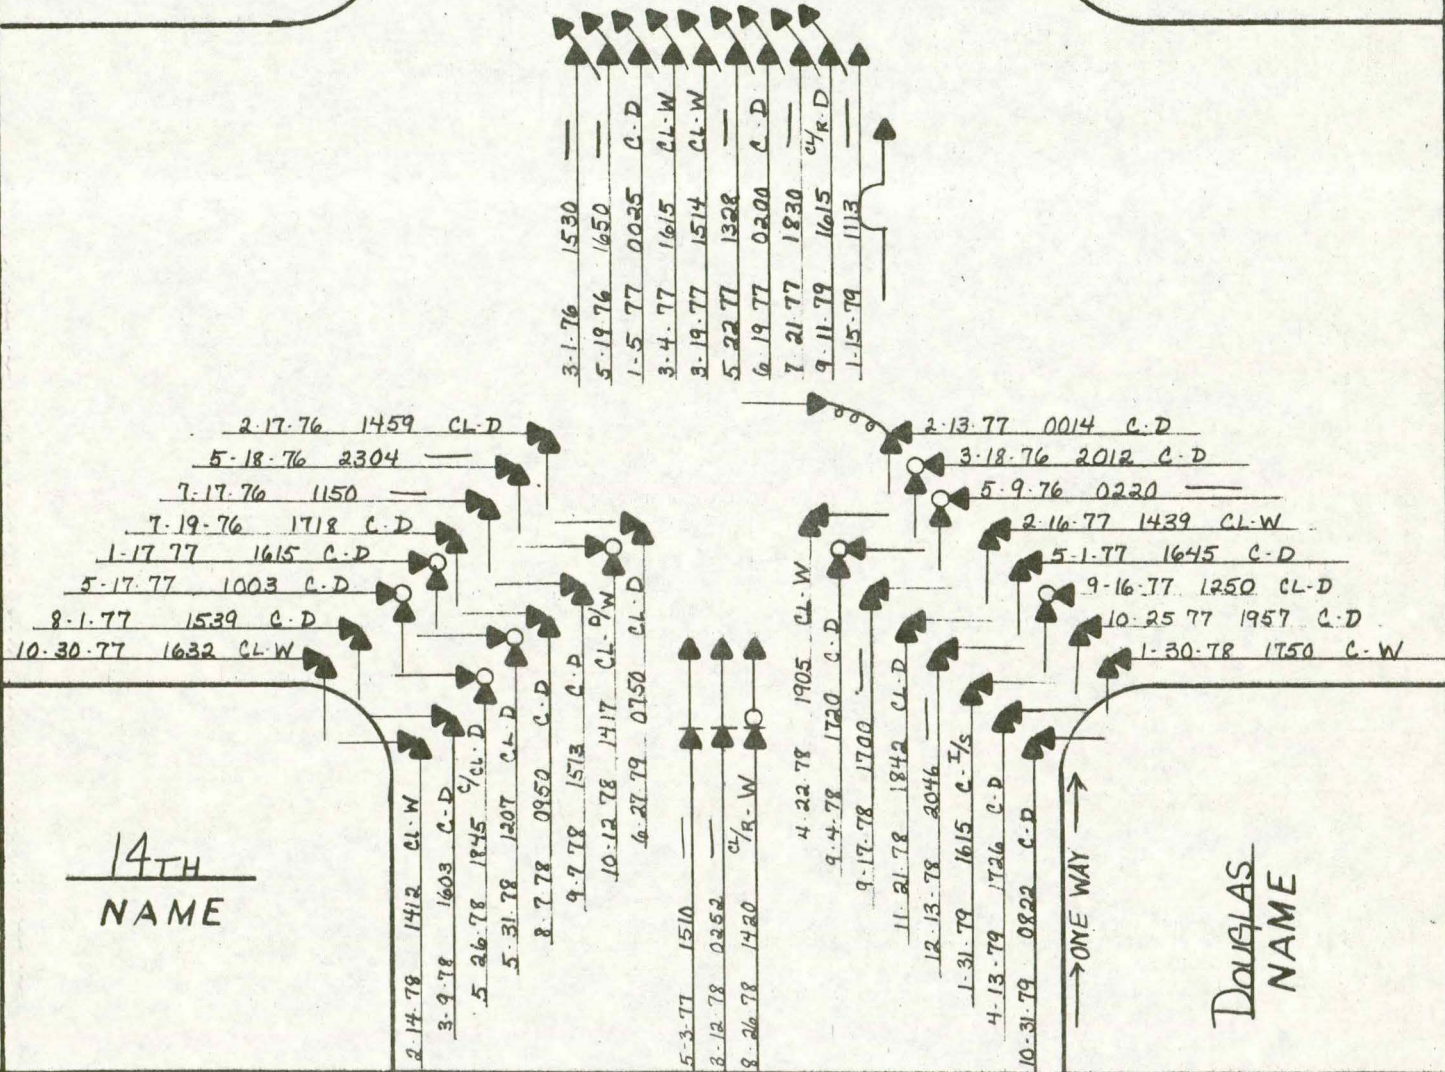 3-1-76 1530 —
5-19-76 1650 —
1-5-77 0025 C-D
3-4-77 1615 CL-W
3-19-77 1514 CL-W
5-22-77 1328 —
6-19-77 0200 C-D
7-21-77 1830 —
9-11-79 1615 CL/R-D
1-15-79 1113 —
2-17-76 1459 CL-D
5-18-76 2304 —
7-17-76 1150 —
7-19-76 1718 C-D
1-17-77 1615 C-D
5-17-77 1003 C-D
8-1-77 1539 C-D
10-30-77 1632 CL-W
2-13-77 0014 C-D
3-18-76 2012 C-D
5-9-76 0220 —
2-16-77 1439 CL-W
5-1-77 1645 C-D
9-16-77 1250 CL-D
10-25-77 1957 C-D
1-30-78 1750 C-W
2-14-78 1412 CL-W
3-9-78 1603 C-D
5-26-78 1845 C/CL-D
5-31-78 1207 CL-D
8-7-78 0950 C-D
9-7-78 1513 C-D
10-12-78 1417 CL-D/W
6-27-79 0750 CL-D
5-3-77 1510 —
3-12-78 0252 —
8-26-78 1420 CL/R-W
4-22-78 1905 CL-W
9-4-78 1720 C-D
9-17-78 1700 —
11-21-78 1842 CL-D
12-13-78 2046 —
1-31-79 1615 C-I/S
4-13-79 1726 C-D
10-31-79 0822 C-D
ONE WAY
14TH
NAME
DOUGLAS
NAME